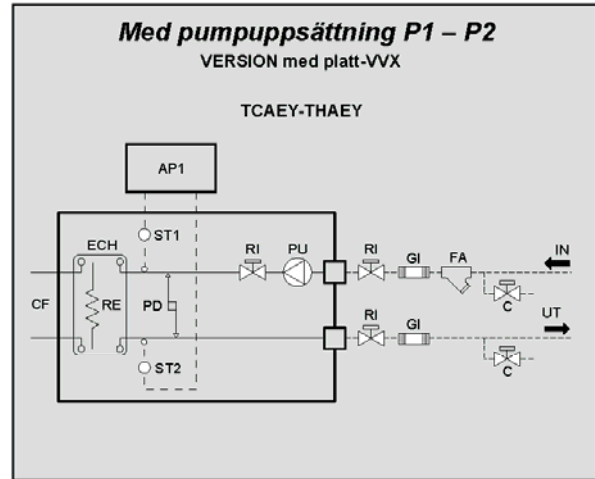 Med pumpuppsättning P1 – P2
VERSION med platt-VVX
TCAEY-THAEY
AP1
ST1
ECH
RI
PU
RI
GI
FA
IN
CF
RE
PD
C
RI
GI
UT
ST2
C